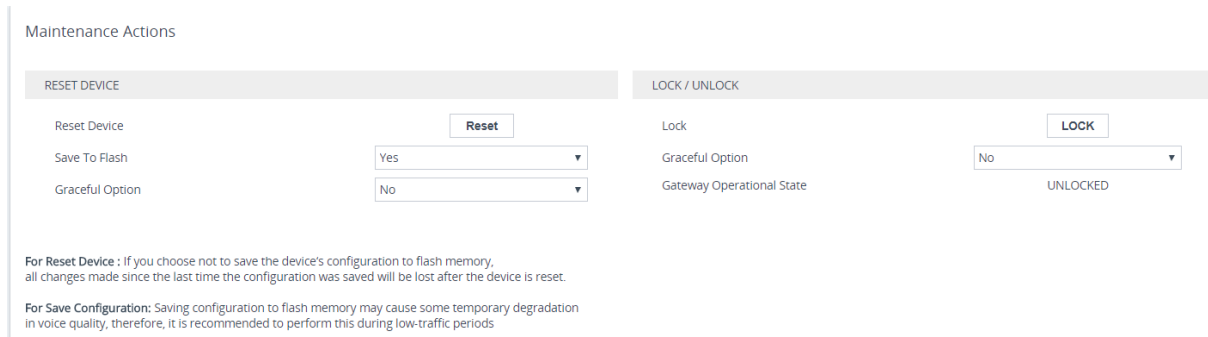 Maintenance Actions
RESET DEVICE
Reset Device
Reset
Save To Flash
Yes
Graceful Option
No
LOCK / UNLOCK
Lock
LOCK
Graceful Option
No
Gateway Operational State
UNLOCKED
For Reset Device : If you choose not to save the device's configuration to flash memory,
all changes made since the last time the configuration was saved will be lost after the device is reset.
For Save Configuration: Saving configuration to flash memory may cause some temporary degradation
in voice quality, therefore, it is recommended to perform this during low-traffic periods